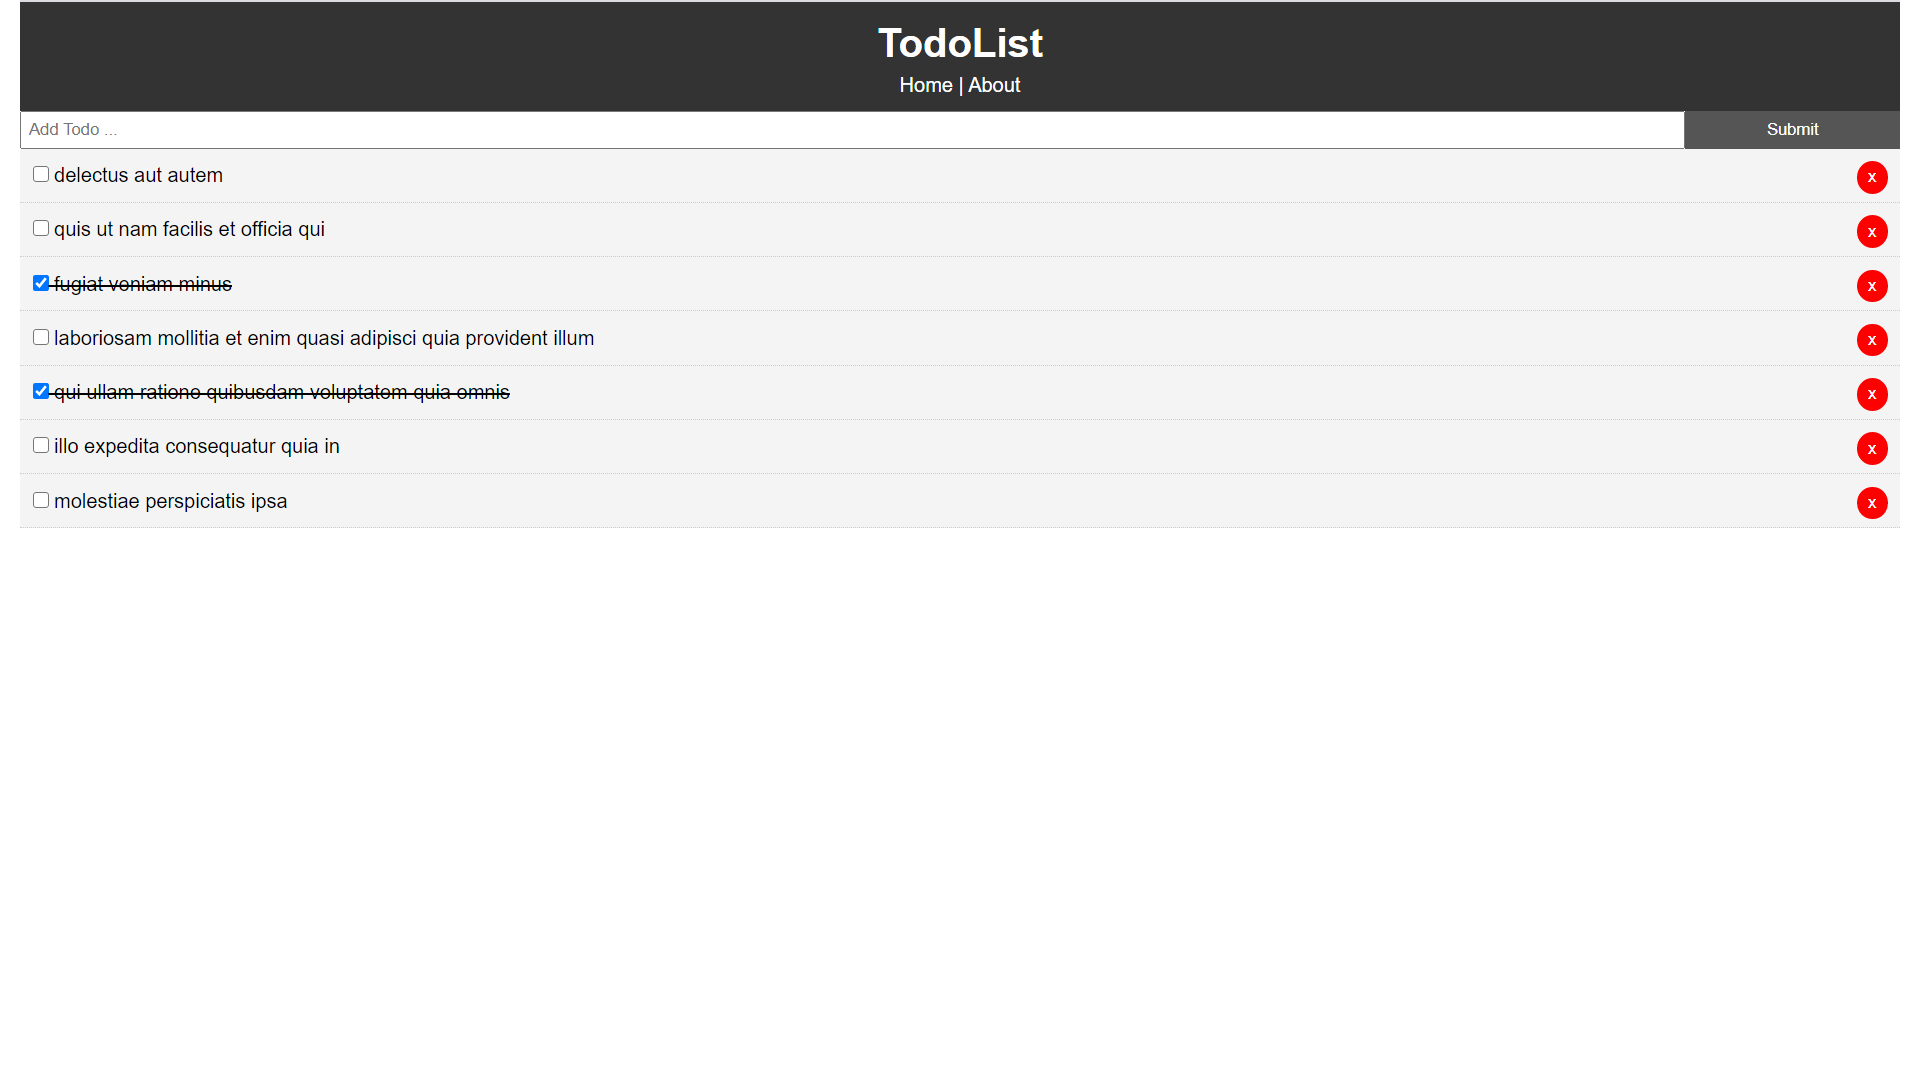 TodoList
Home | About
Add Todo ...
Submit
delectus aut autem
x
quis ut nam facilis et officia qui
x
fugiat veniam minus
x
laboriosam mollitia et enim quasi adipisci quia provident illum
x
qui ullam ratione quibusdam voluptatem quia omnis
x
illo expedita consequatur quia in
x
molestiae perspiciatis ipsa
x